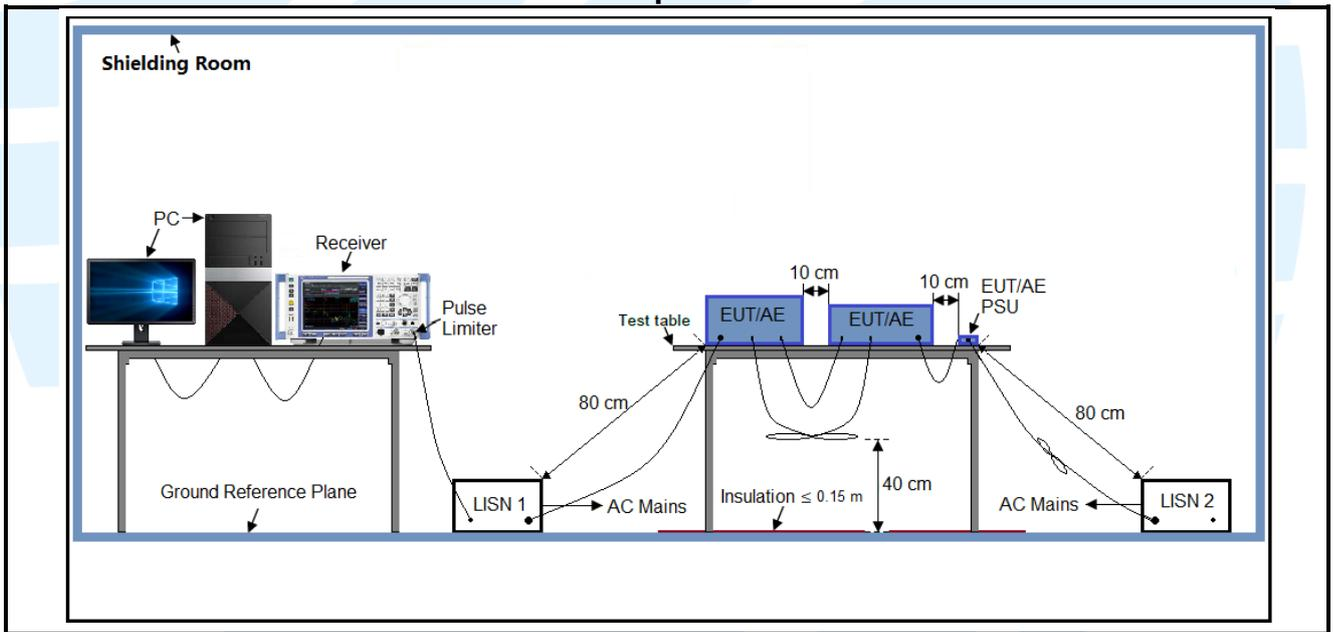 Shielding Room
PC
Receiver
Pulse
Limiter
Test table
EUT/AE
10 cm
EUT/AE
10 cm
EUT/AE
PSU
80 cm
80 cm
40 cm
Ground Reference Plane
LISN 1
AC Mains
Insulation ≤ 0.15 m
AC Mains
LISN 2